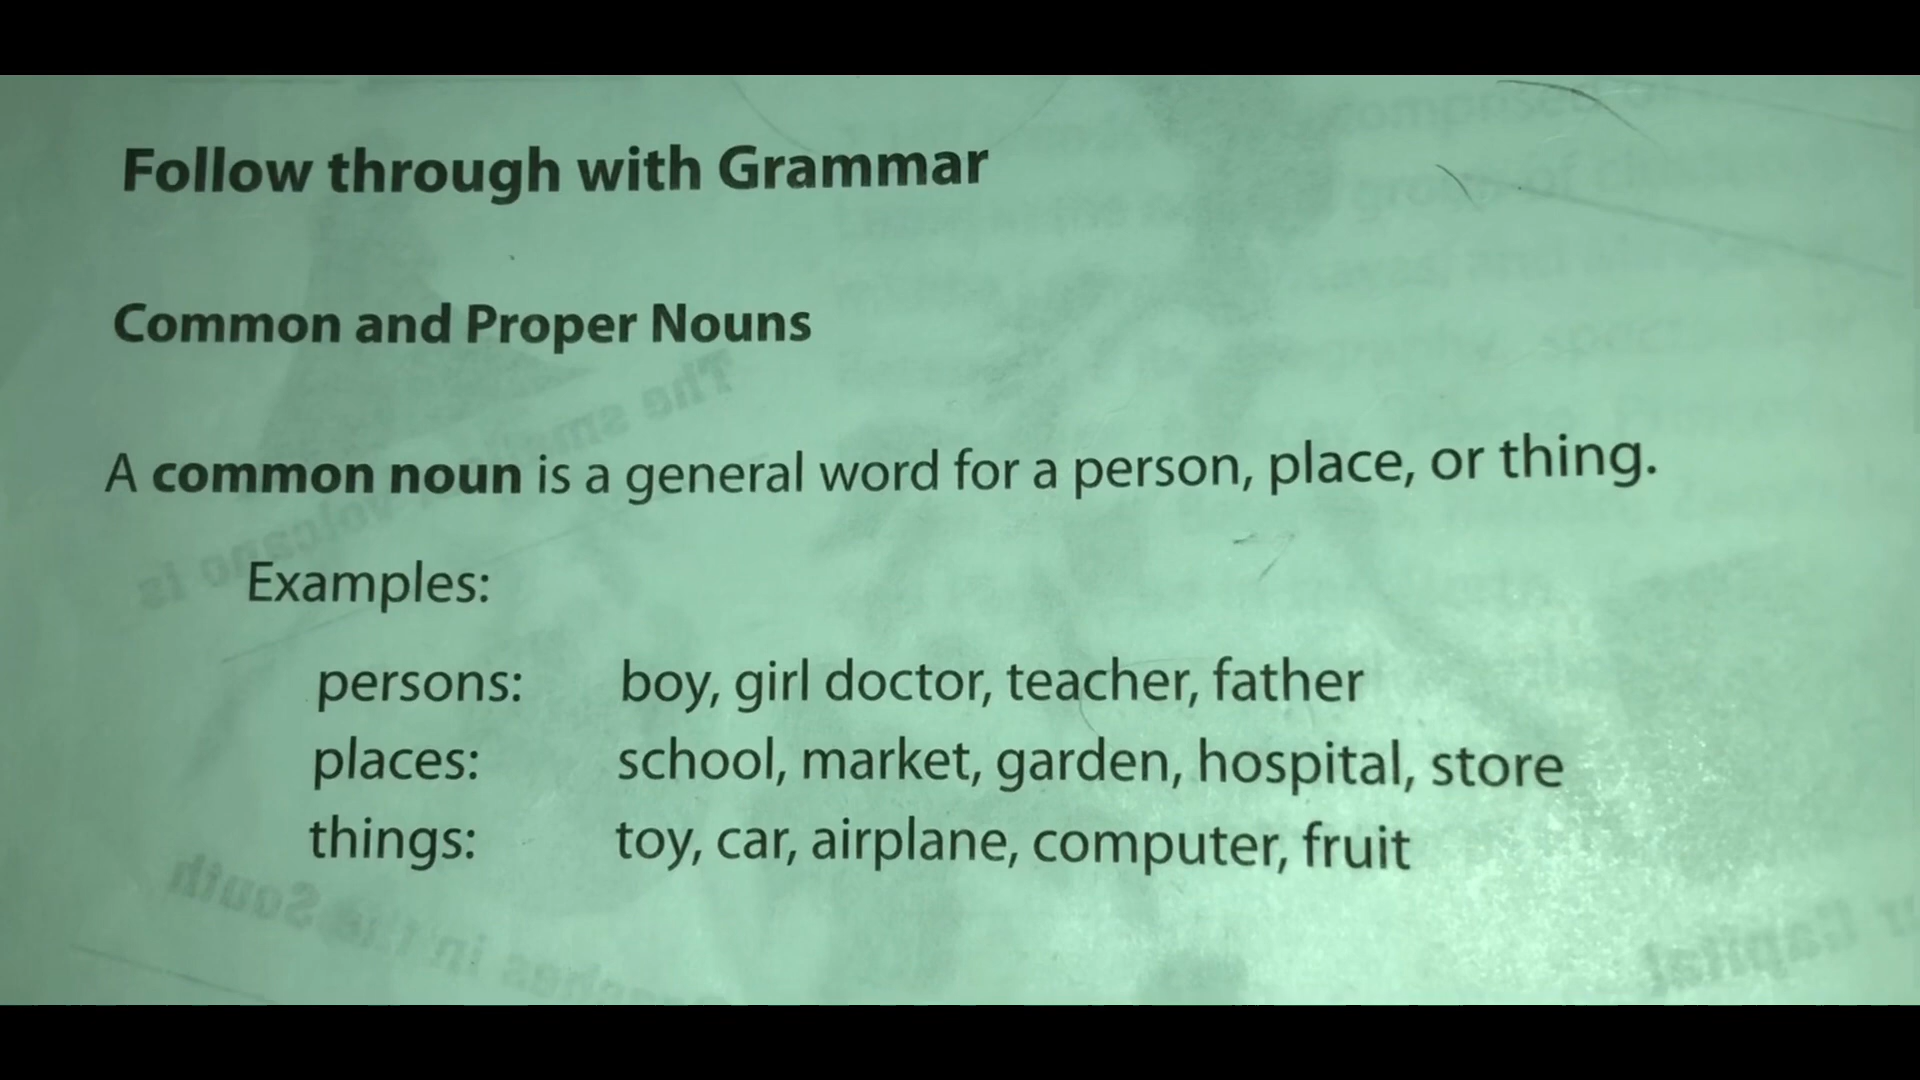 Follow through with Grammar
Common and Proper Nouns
A common noun is a general word for a person, place, or thing.
Examples:
persons: boy, girl doctor, teacher, father
places: school, market, garden, hospital, store
things: toy, car, airplane, computer, fruit